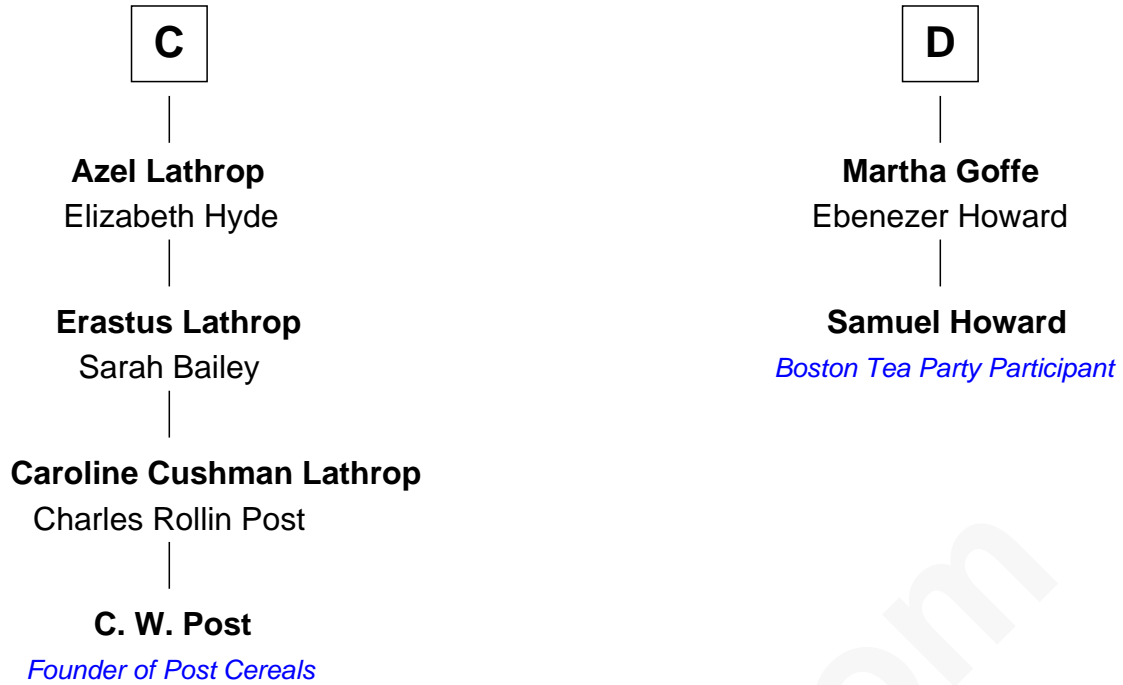 C
Azel Lathrop
Elizabeth Hyde
Erastus Lathrop
Sarah Bailey
Caroline Cushman Lathrop
Charles Rollin Post
C. W. Post
Founder of Post Cereals
D
Martha Goffe
Ebenezer Howard
Samuel Howard
Boston Tea Party Participant
om